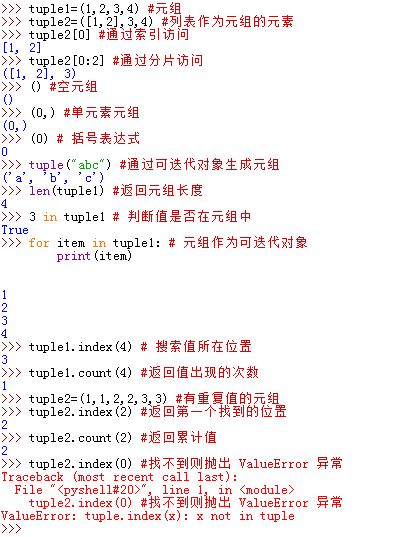 >>> tuple1=(1,2,3,4) #元组
>>> tuple2=([1,2],3,4) #列表作为元组的元素
>>> tuple2[0] #通过索引访问
[1, 2]
>>> tuple2[0:2] #通过分片访问
([1, 2], 3)
>>> () #空元组
()
>>> (0,) #单元素元组
(0,)
>>> (0) # 括号表达式
0
>>> tuple("abc") #通过可迭代对象生成元组
('a', 'b', 'c')
>>> len(tuple1) #返回元组长度
4
>>> 3 in tuple1 # 判断值是否在元组中
True
>>> for item in tuple1: # 元组作为可迭代对象
        print(item)
1
2
3
4
>>> tuple1.index(4) # 搜索值所在位置
3
>>> tuple1.count(4) #返回值出现的次数
1
>>> tuple2=(1,1,2,2,3,3) #有重复值的元组
>>> tuple2.index(2) #返回第一个找到的位置
2
>>> tuple2.count(2) #返回累计值
2
>>> tuple2.index(0) #找不到则抛出 ValueError 异常
Traceback (most recent call last):
  File "<pyshell#20>", line 1, in <module>
    tuple2.index(0) #找不到则抛出 ValueError 异常
ValueError: tuple.index(x): x not in tuple
>>>